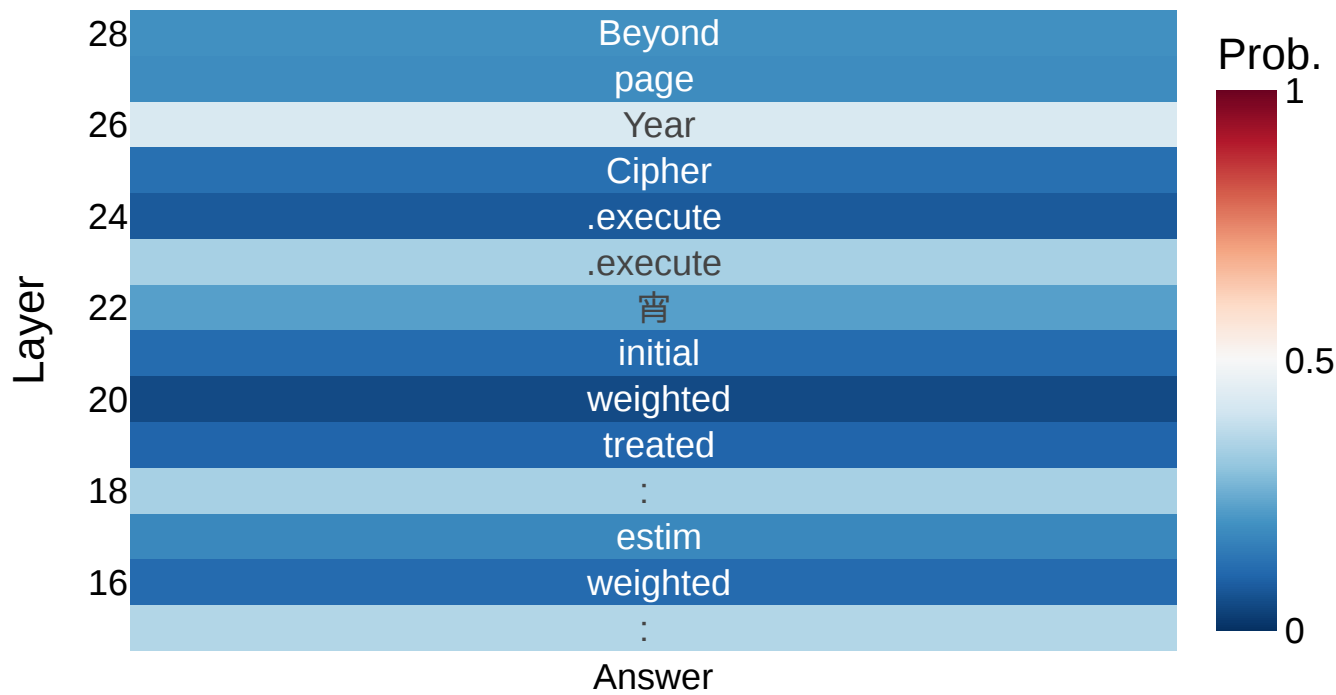 Prob.
28 Beyond
page
26 Year
Cipher
24 .execute
.execute
22 宵
initial
20 weighted
treated
18 :
estim
16 weighted
:
Layer
Answer
1
0.5
0